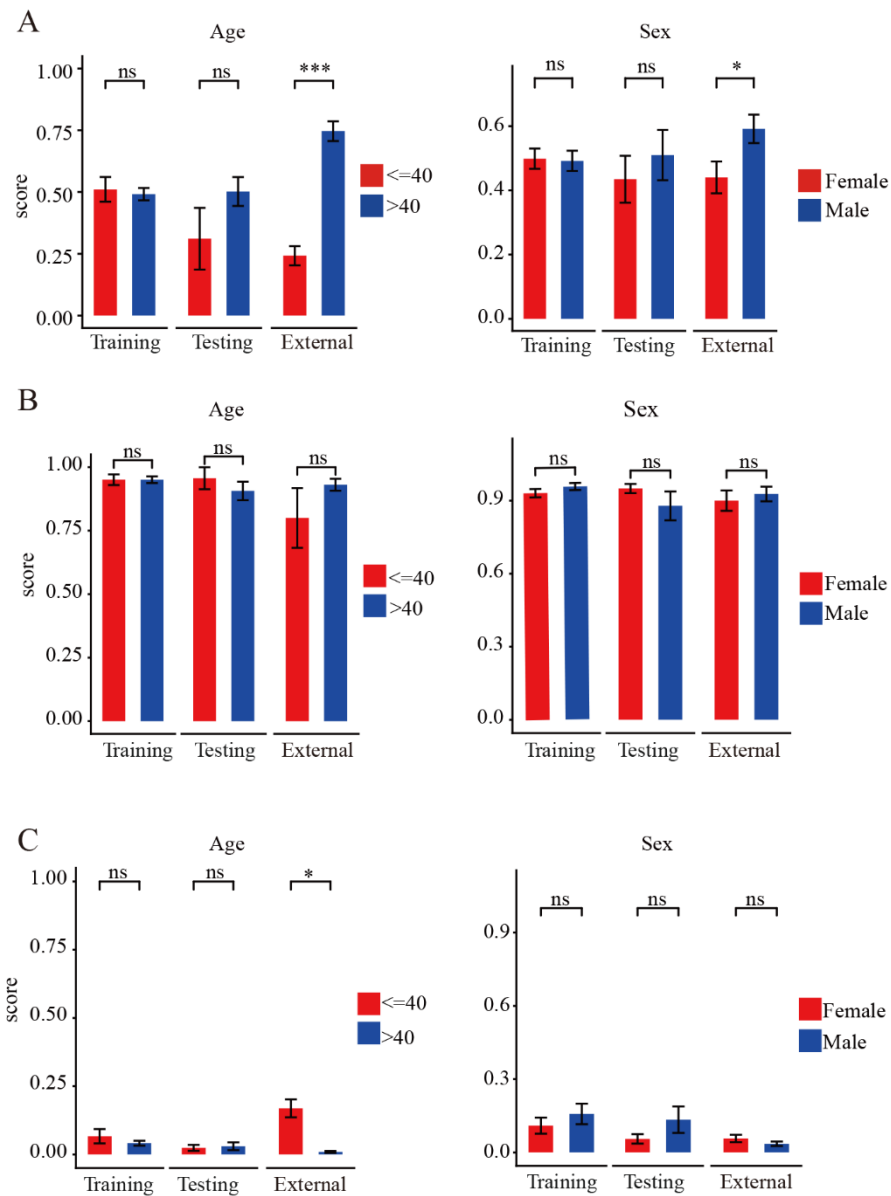 A
Age
Sex
ns
ns
***
ns
ns
*
1.00
0.75
0.50
0.25
0.00
score
<=40
>40
0.6
0.4
0.2
0.0
Female
Male
Training
Testing
External
Training
Testing
External
B
Age
Sex
ns
ns
ns
ns
ns
ns
1.00
0.75
0.50
0.25
0.00
score
<=40
>40
0.9
0.6
0.3
0.0
Female
Male
Training
Testing
External
Training
Testing
External
C
Age
Sex
ns
ns
*
ns
ns
ns
1.00
0.75
0.50
0.25
0.00
score
<=40
>40
0.9
0.6
0.3
0.0
Female
Male
Training
Testing
External
Training
Testing
External